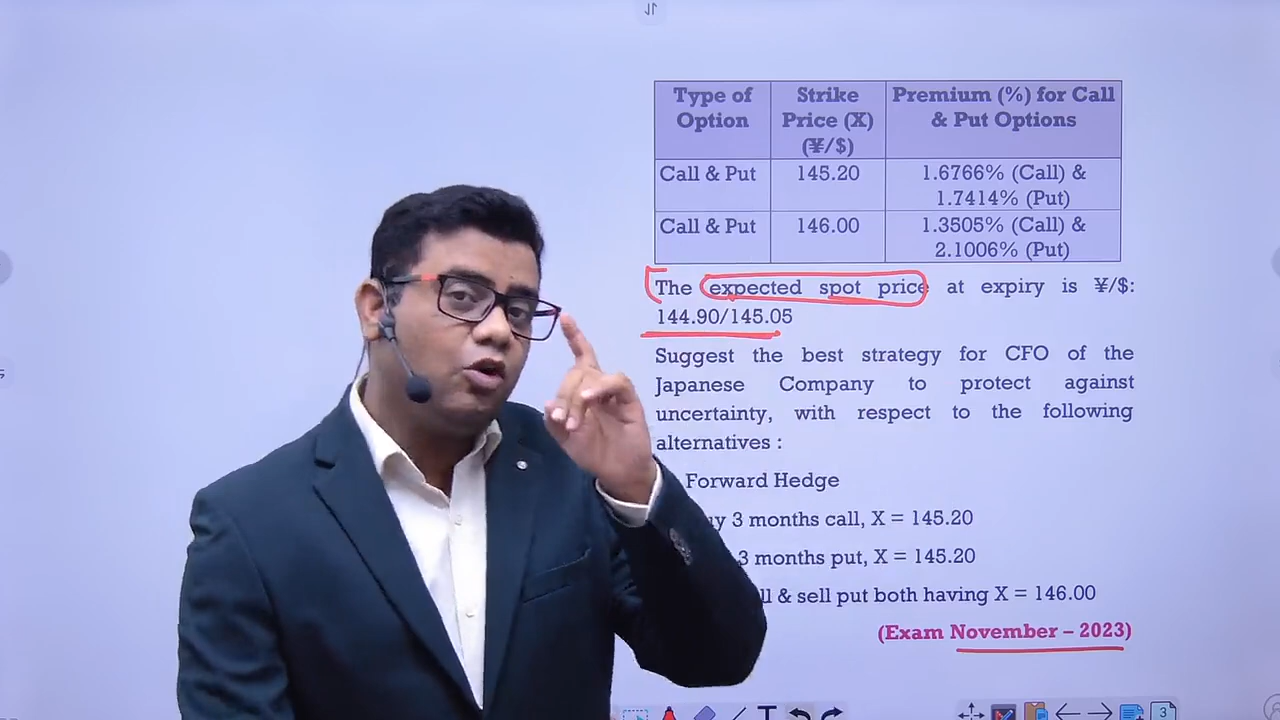 Type of Option
Strike Price (X) (¥/$)
Premium (%) for Call & Put Options
Call & Put
145.20
1.6766% (Call) & 1.7414% (Put)
Call & Put
146.00
1.3505% (Call) & 2.1006% (Put)
The expected spot price at expiry is ¥/$:
144.90/145.05
Suggest the best strategy for CFO of the
Japanese Company to protect against
uncertainty, with respect to the following
alternatives :
Forward Hedge
3 months call, X = 145.20
3 months put, X = 145.20
& sell put both having X = 146.00
(Exam November – 2023)
T
3